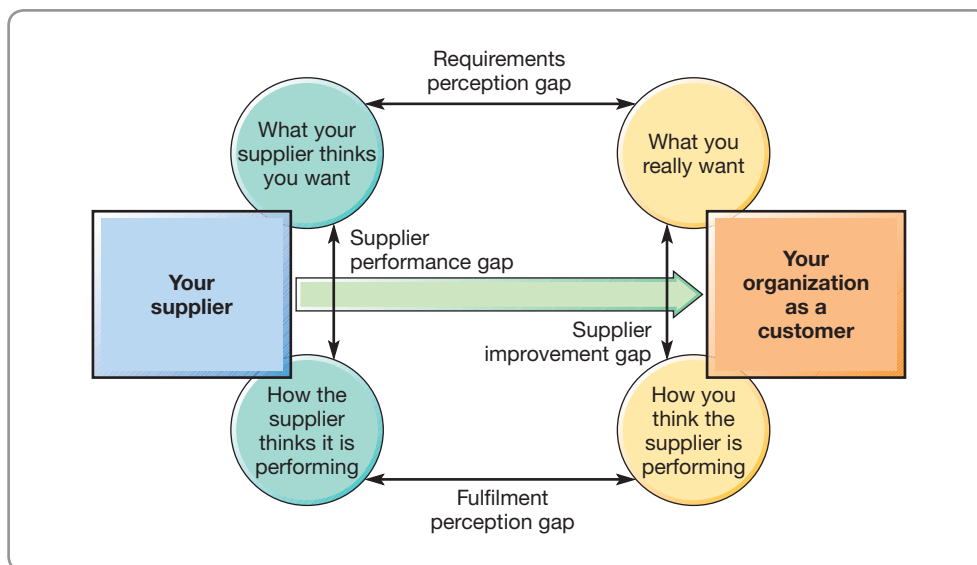 Requirements
perception gap
What your
supplier thinks
you want
What you
really want
Your
supplier
Supplier
performance gap
Your
organization
as a
customer
Supplier
improvement gap
How the
supplier
thinks it is
performing
How you
think the
supplier is
performing
Fulfilment
perception gap